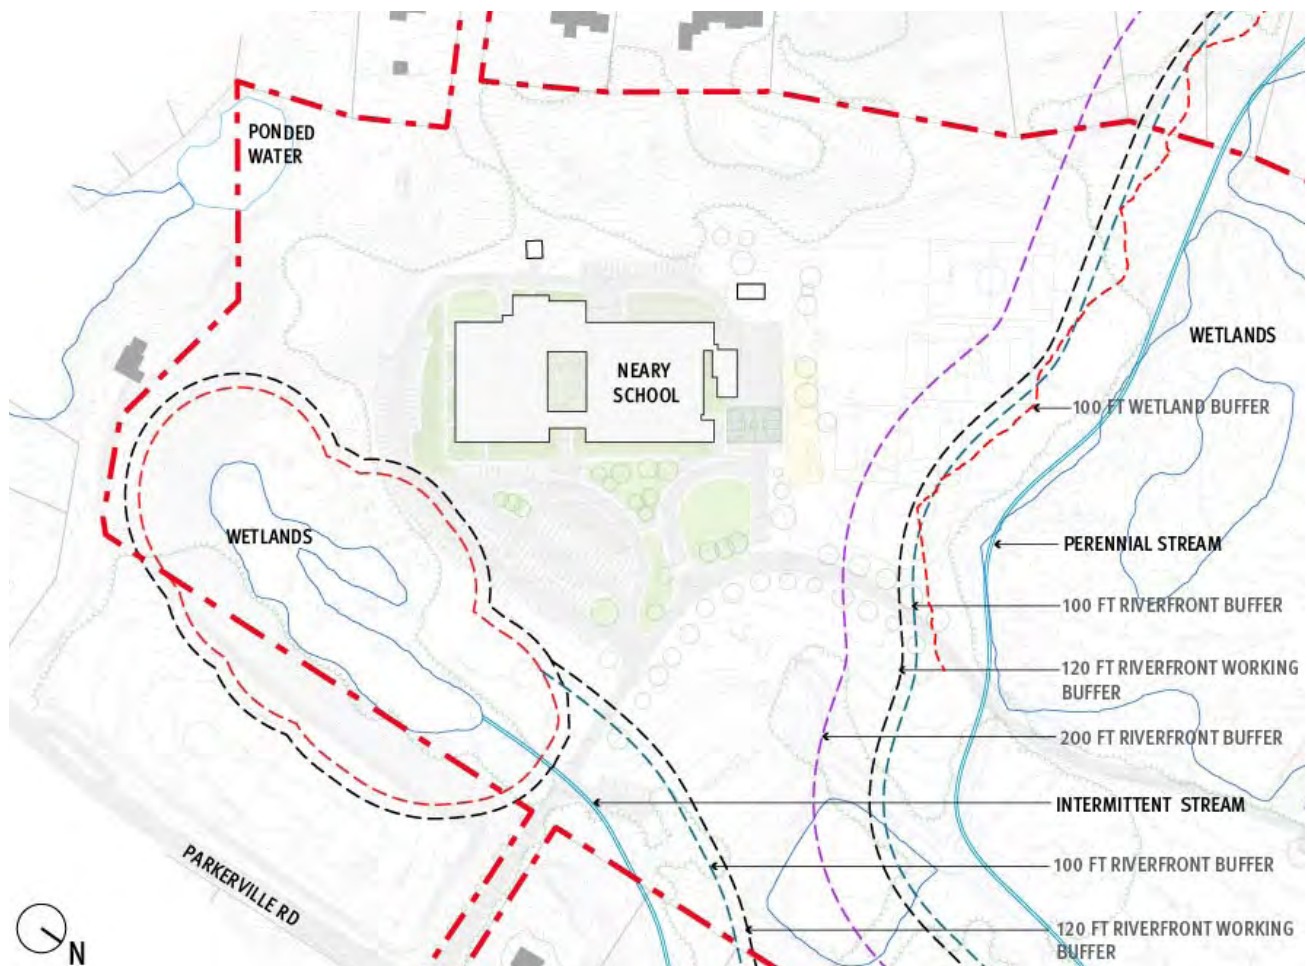 PONDED
WATER
NEARY
SCHOOL
WETLANDS
100 FT WETLAND BUFFER
WETLANDS
PERENNIAL STREAM
100 FT RIVERFRONT BUFFER
120 FT RIVERFRONT WORKING
BUFFER
200 FT RIVERFRONT BUFFER
INTERMITTENT STREAM
PARKERVILLE RD
100 FT RIVERFRONT BUFFER
120 FT RIVERFRONT WORKING
BUFFER
N